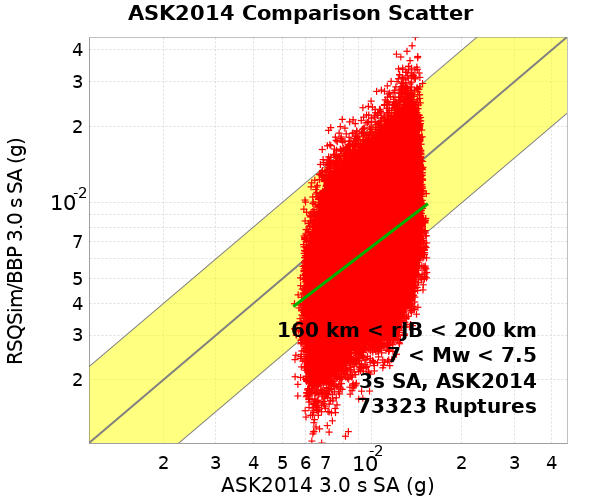 ASK2014 Comparison Scatter
RSQSim/BBP 3.0 s SA (g)
4
3
2
10-2
7
5
4
3
2
160 km < rJB < 200 km
7 < Mw < 7.5
3s SA, ASK2014
73323 Ruptures
2 3 4 5 6 7 10-2 2 3 4
ASK2014 3.0 s SA (g)